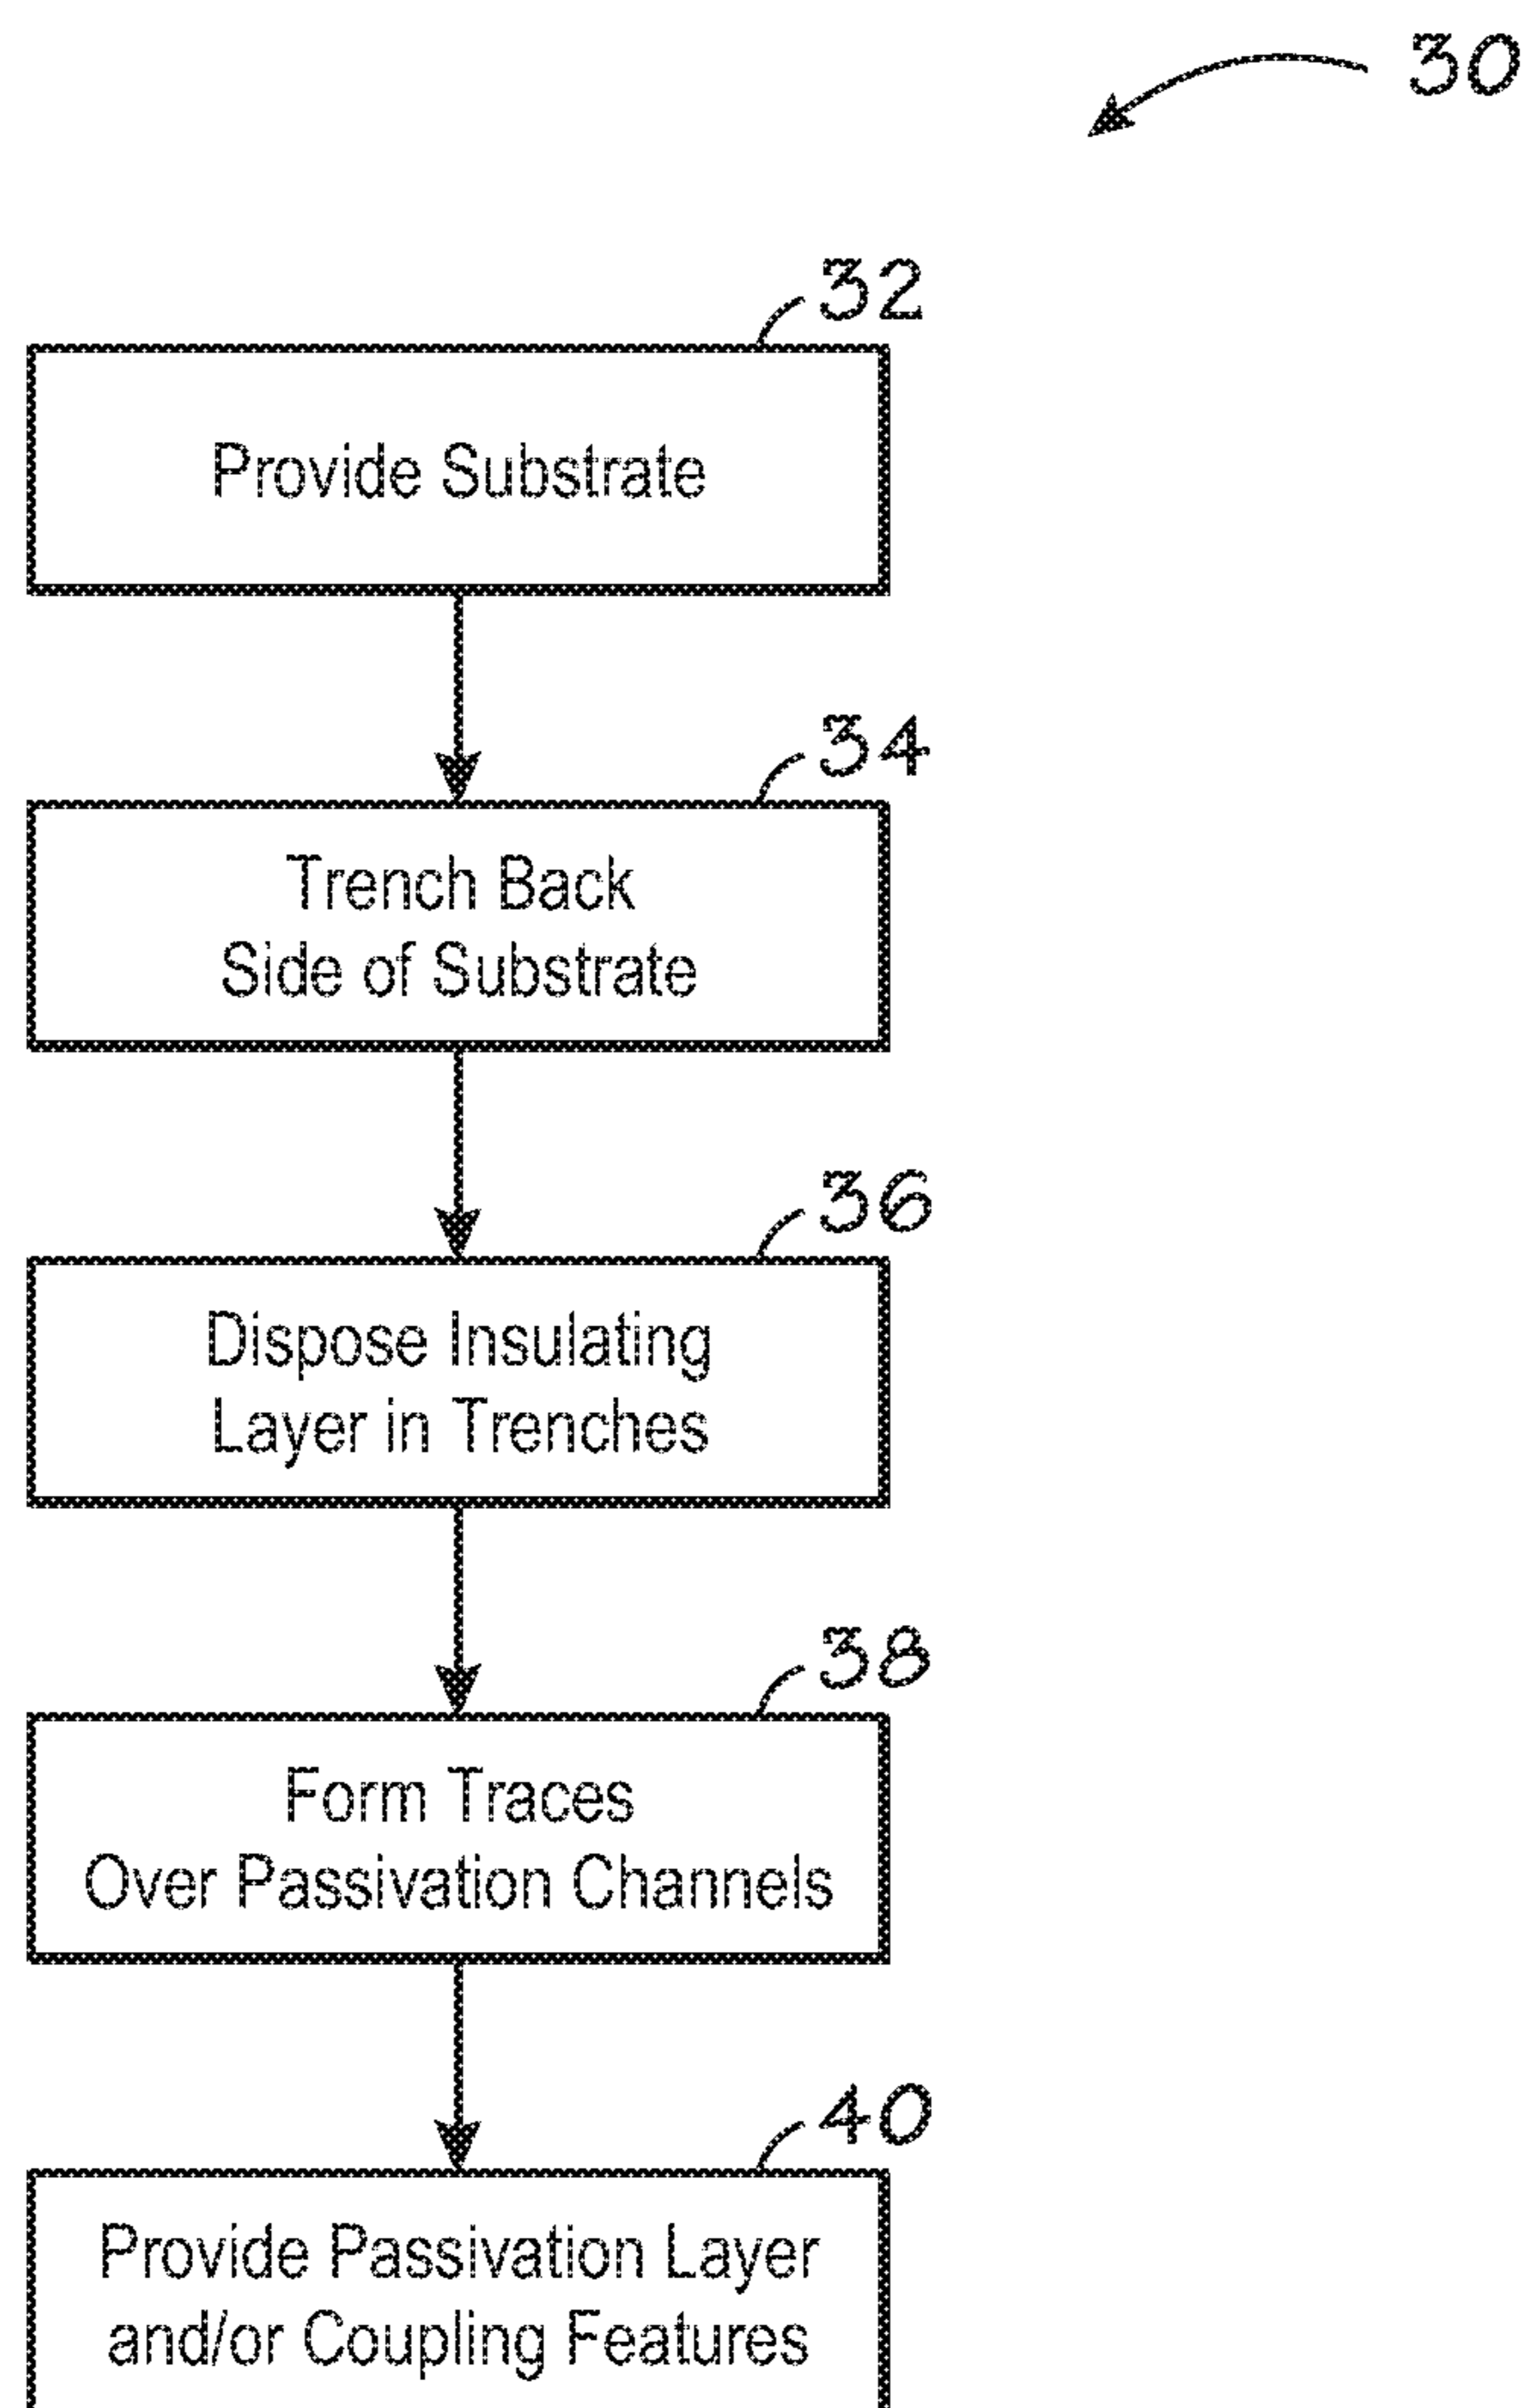 30
32
Provide Substrate
34
Trench Back
Side of Substrate
36
Dispose Insulating
Layer in Trenches
38
Form Traces
Over Passivation Channels
40
Provide Passivation Layer
and/or Coupling Features